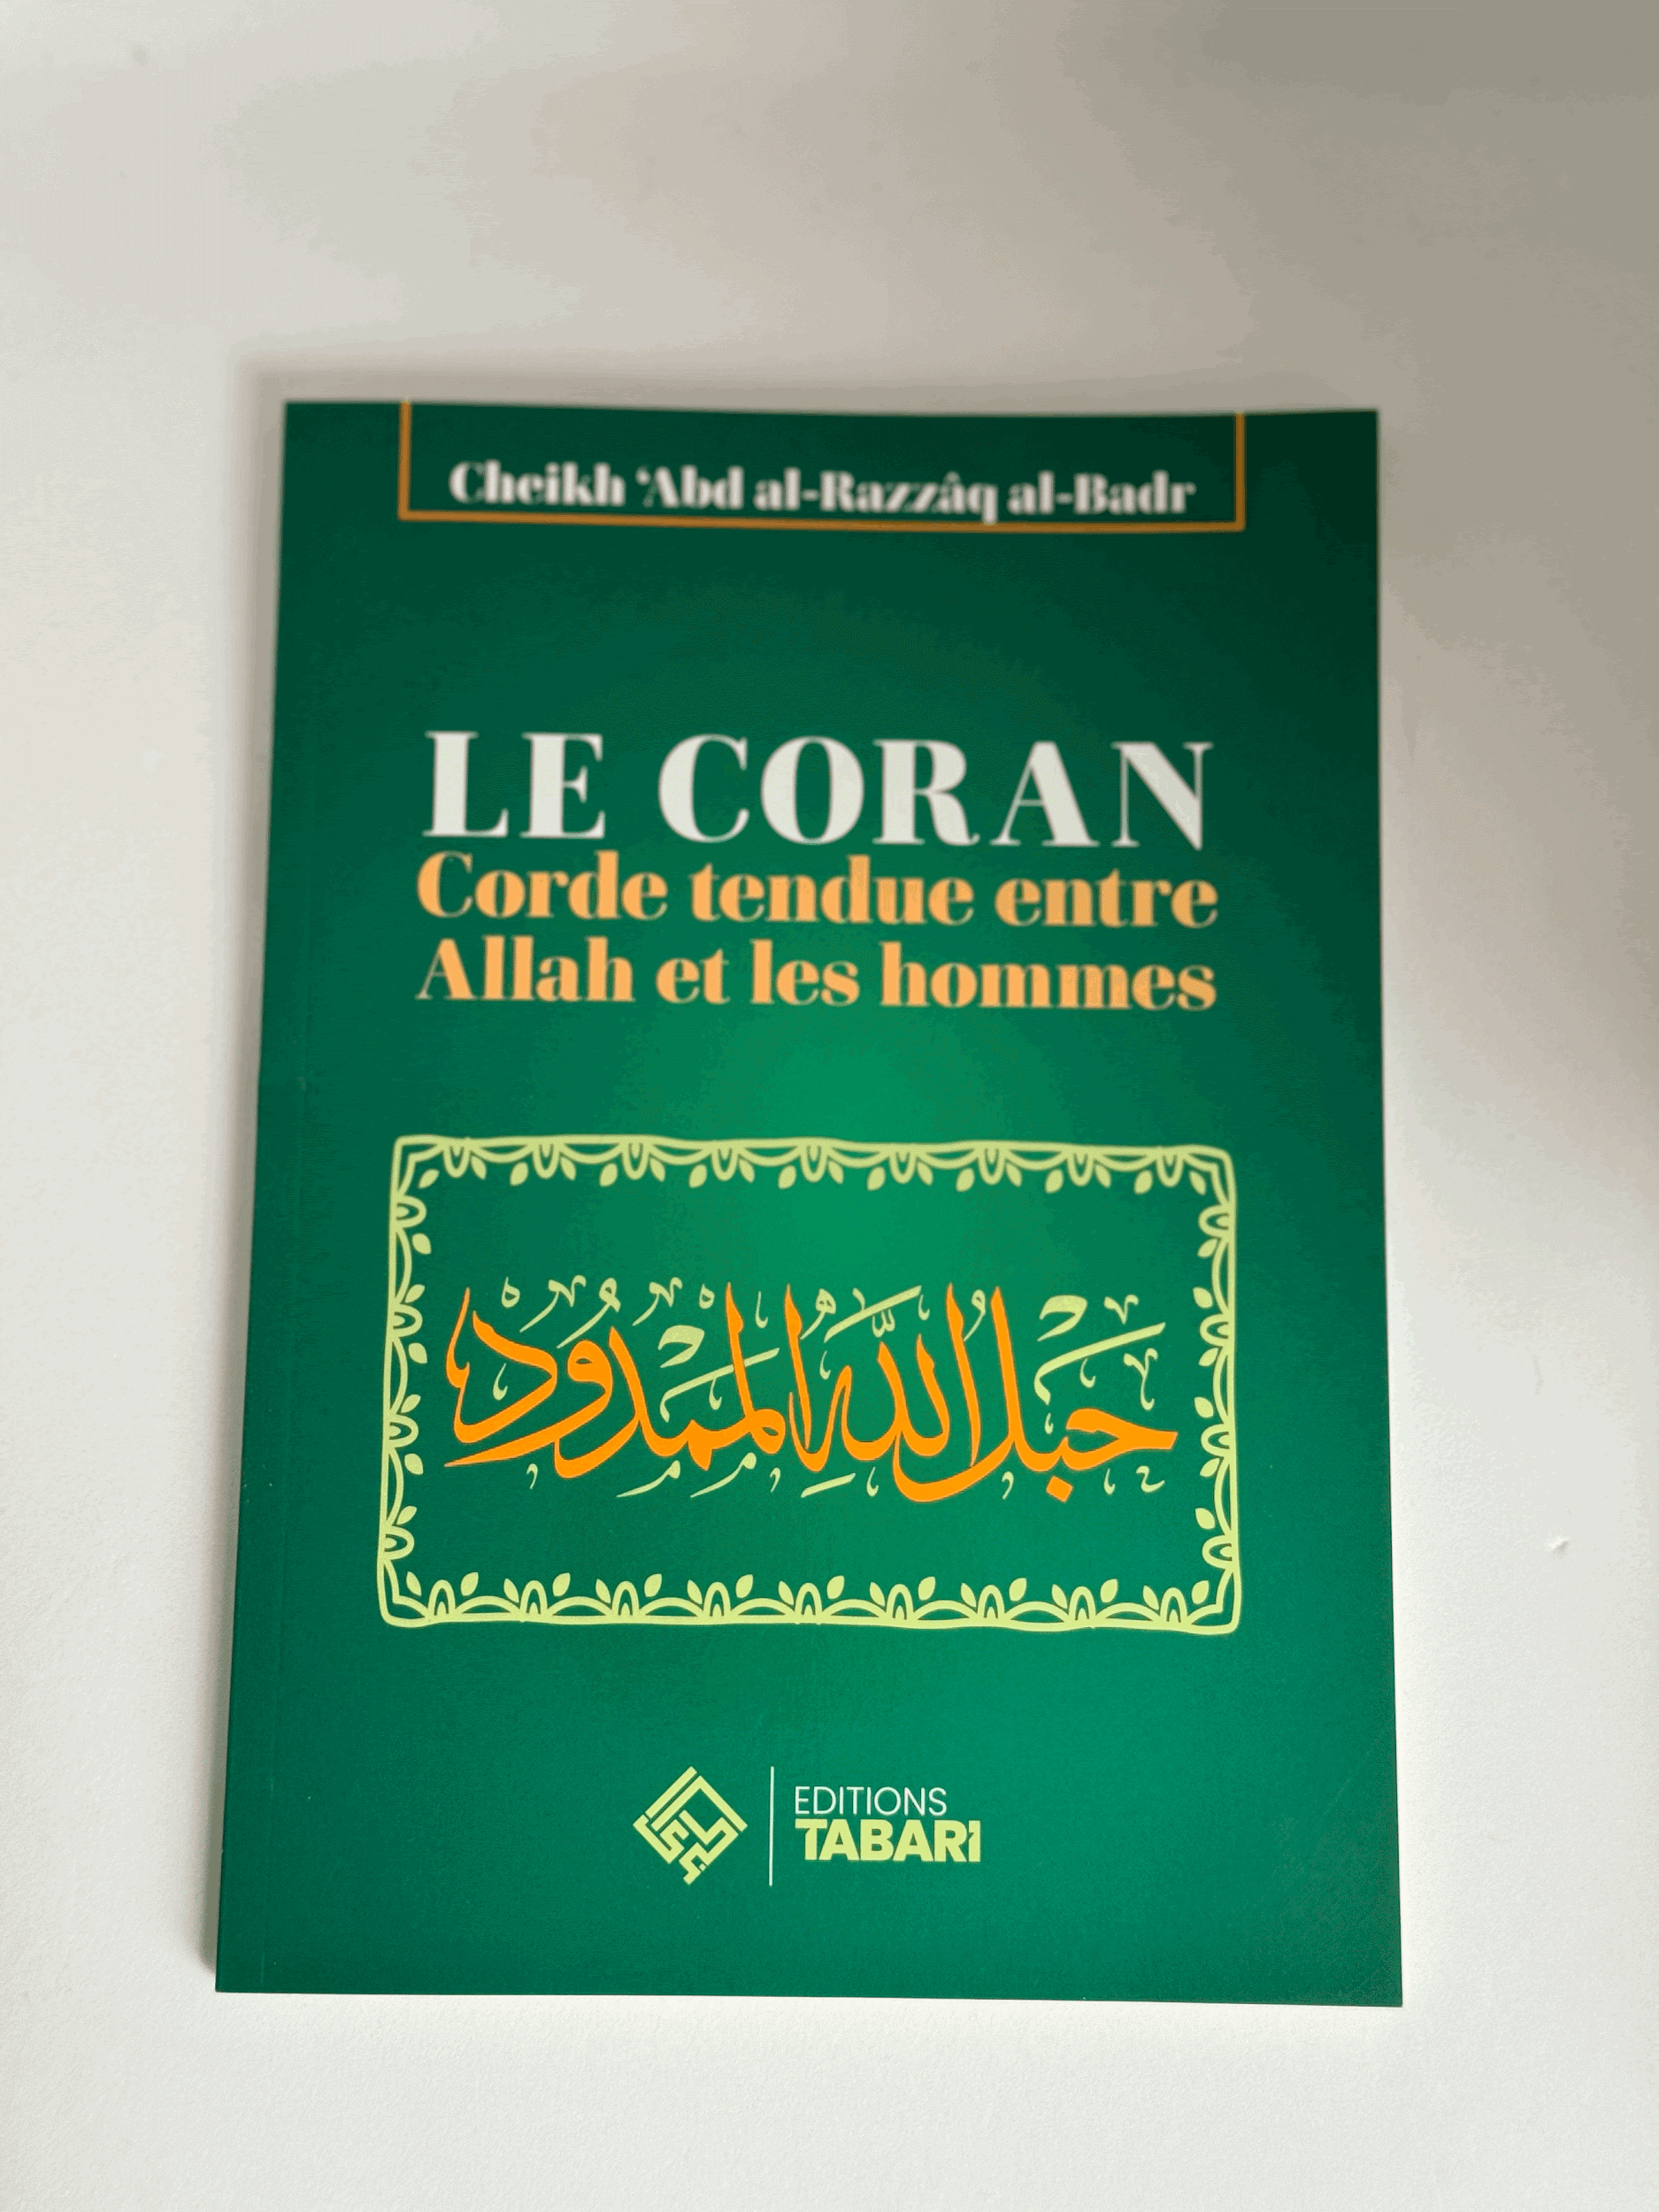 Cheikh ‘Abd al-Razzâq al-Badr
LE CORAN
Corde tendue entre
Allah et les hommes
حبل الله الممدود
EDITIONS
TABARI